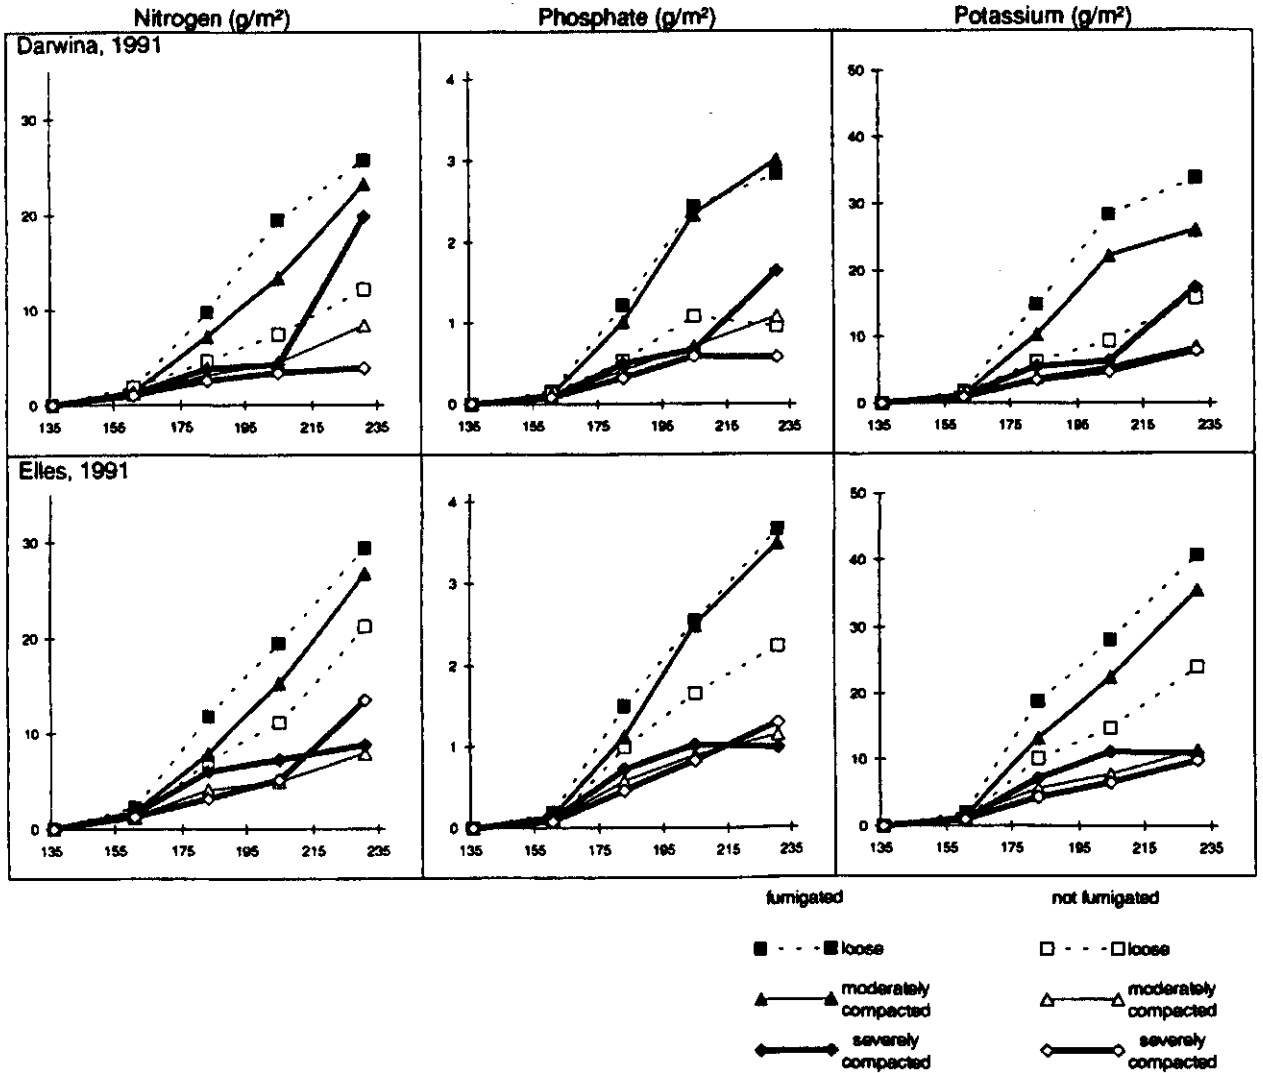 Nitrogen (g/m²) Phosphate (g/m²) Potassium (g/m²)
Darwina, 1991
30
20
10
0
135 155 175 195 215 235
4
3
2
1
0
135 155 175 195 215 235
50
40
30
20
10
0
135 155 175 195 215 235
Elles, 1991
30
20
10
0
135 155 175 195 215 235
4
3
2
1
0
135 155 175 195 215 235
50
40
30
20
10
0
135 155 175 195 215 235
fumigated not fumigated
loose loose
moderately moderately
compacted compacted
severely severely
compacted compacted